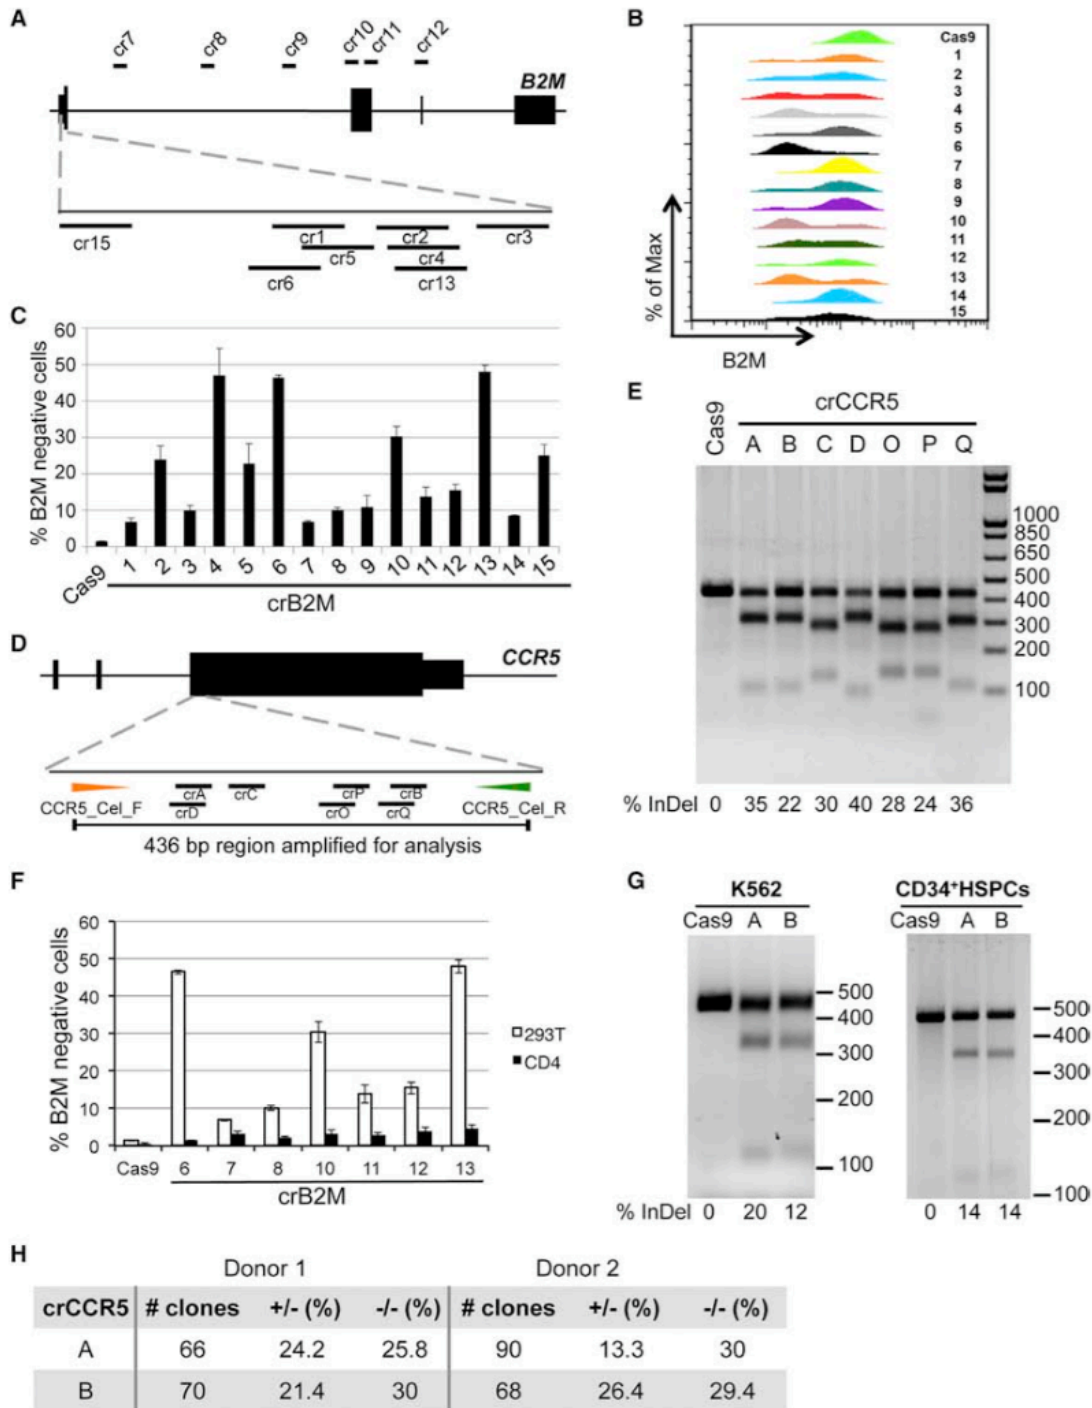 A
cr7 cr8 cr9 cr10 cr11 cr12
B2M
cr15 cr1 cr2 cr3
cr5 cr4
cr6 cr13
B
Cas9
1
2
3
4
5
6
7
8
9
10
11
12
13
14
15
% of Max
B2M
C
% B2M negative cells
60
50
40
30
20
10
0
Cas9 1 2 3 4 5 6 7 8 9 10 11 12 13 14 15
crB2M
D
CCR5
crA crC crP crB
CCR5_Cel_F crD crO crQ CCR5_Cel_R
436 bp region amplified for analysis
E
crCCR5
Cas9 A B C D O P Q
1000
850
650
500
400
300
200
100
% InDel 0 35 22 30 40 28 24 36
F
% B2M negative cells
60
50
40
30
20
10
0
293T
CD4
Cas9 6 7 8 10 11 12 13
crB2M
G
K562
Cas9 A B
500
400
300
200
100
% InDel 0 20 12
CD34+HSPCs
Cas9 A B
500
400
300
200
100
0 14 14
H
Donor 1 Donor 2
crCCR5 # clones +/- (%) -/- (%) # clones +/- (%) -/- (%)
A 66 24.2 25.8 90 13.3 30
B 70 21.4 30 68 26.4 29.4